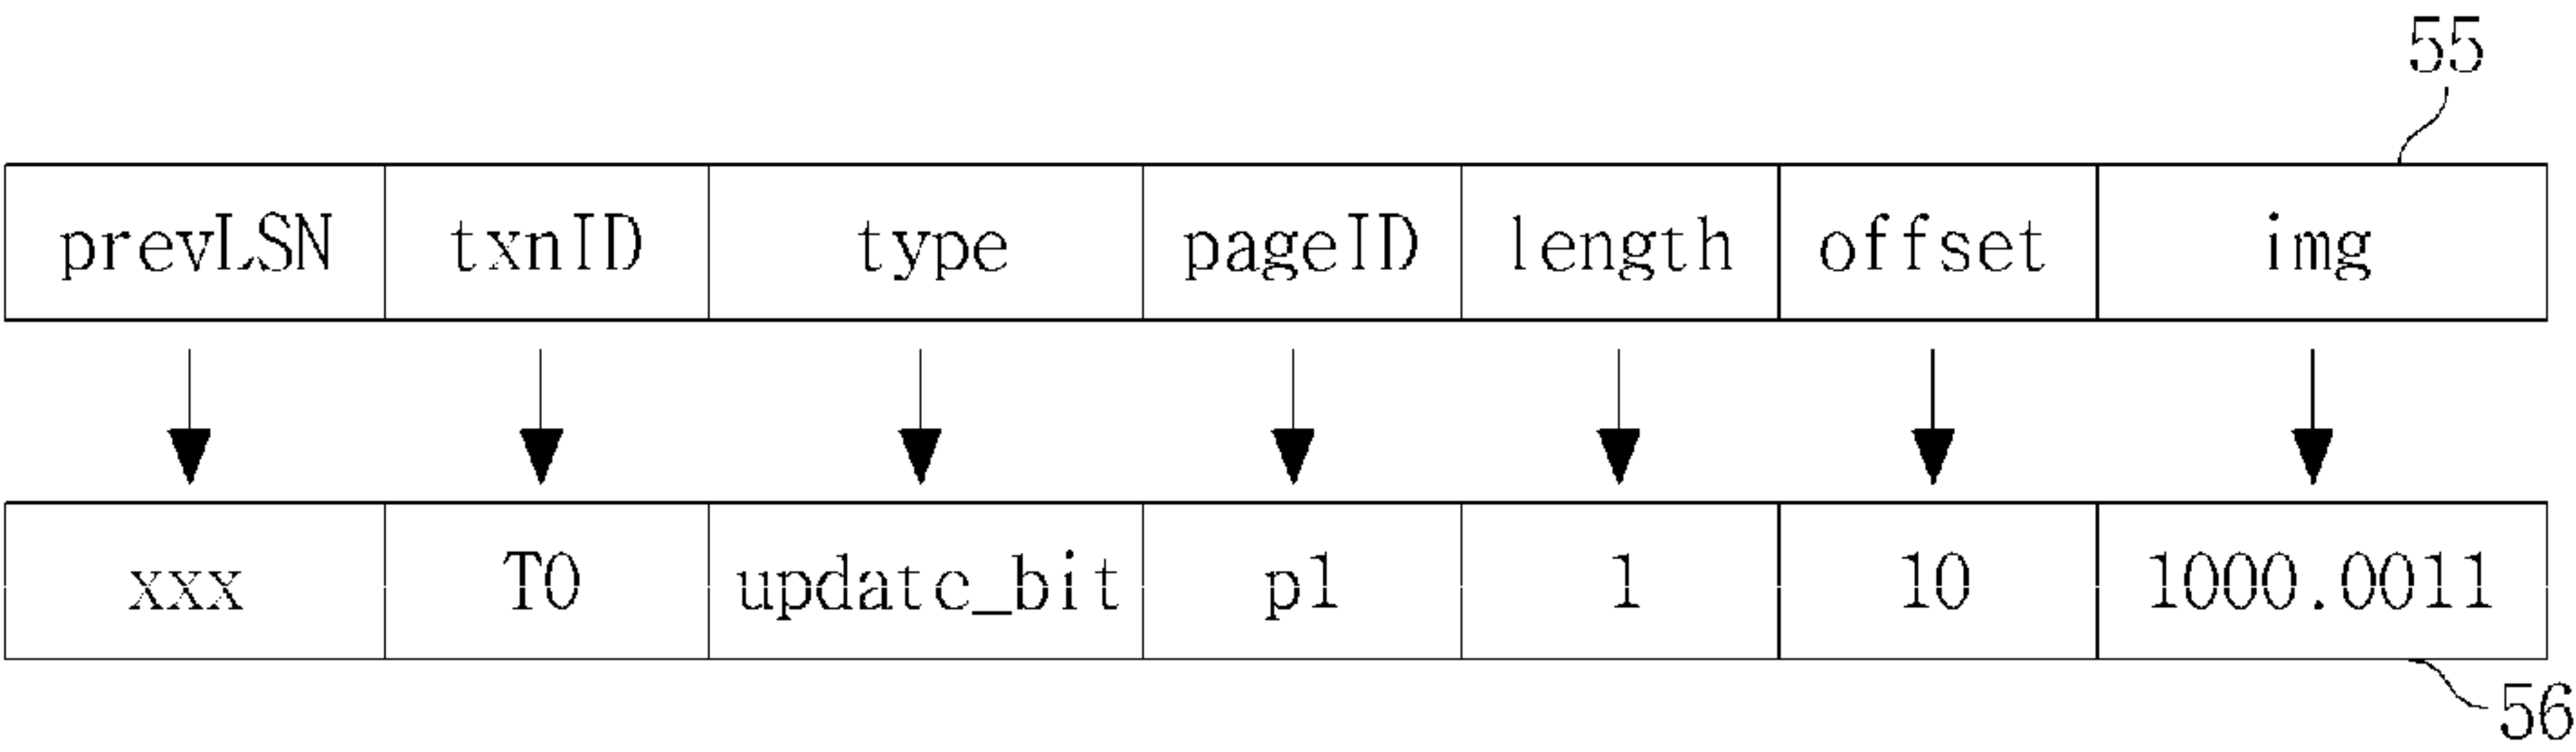 55
prevLSN txnID type pageID length offset img
xxx T0 update_bit p1 1 10 1000.0011
56